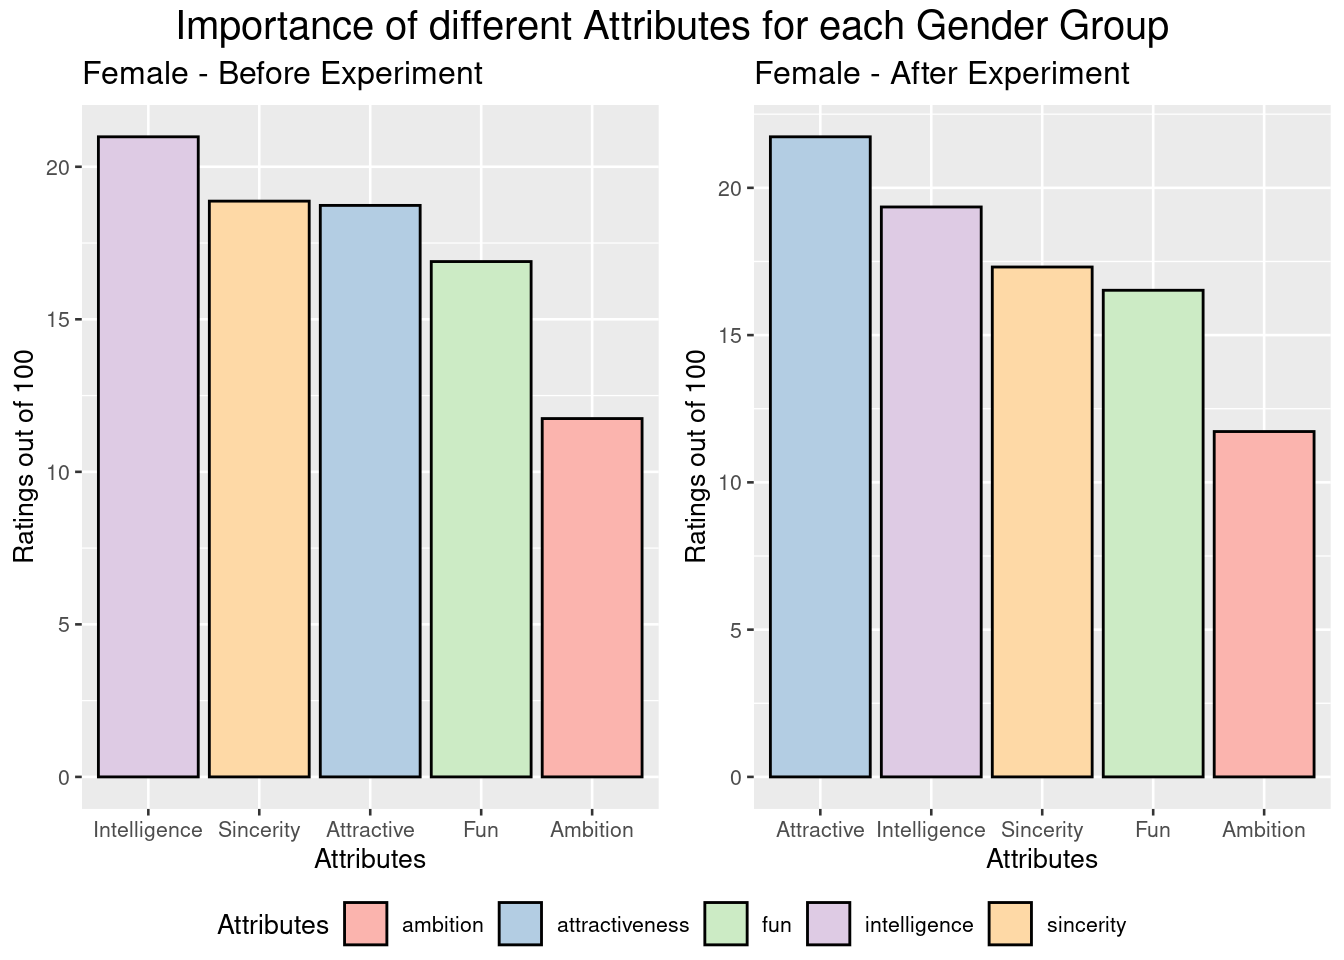 Importance of different Attributes for each Gender Group
Female - Before Experiment
Ratings out of 100
20
15
10
5
0
Intelligence Sincerity Attractive Fun Ambition
Attributes
Female - After Experiment
Ratings out of 100
20
15
10
5
0
Attractive Intelligence Sincerity Fun Ambition
Attributes
Attributes ambition attractiveness fun intelligence sincerity